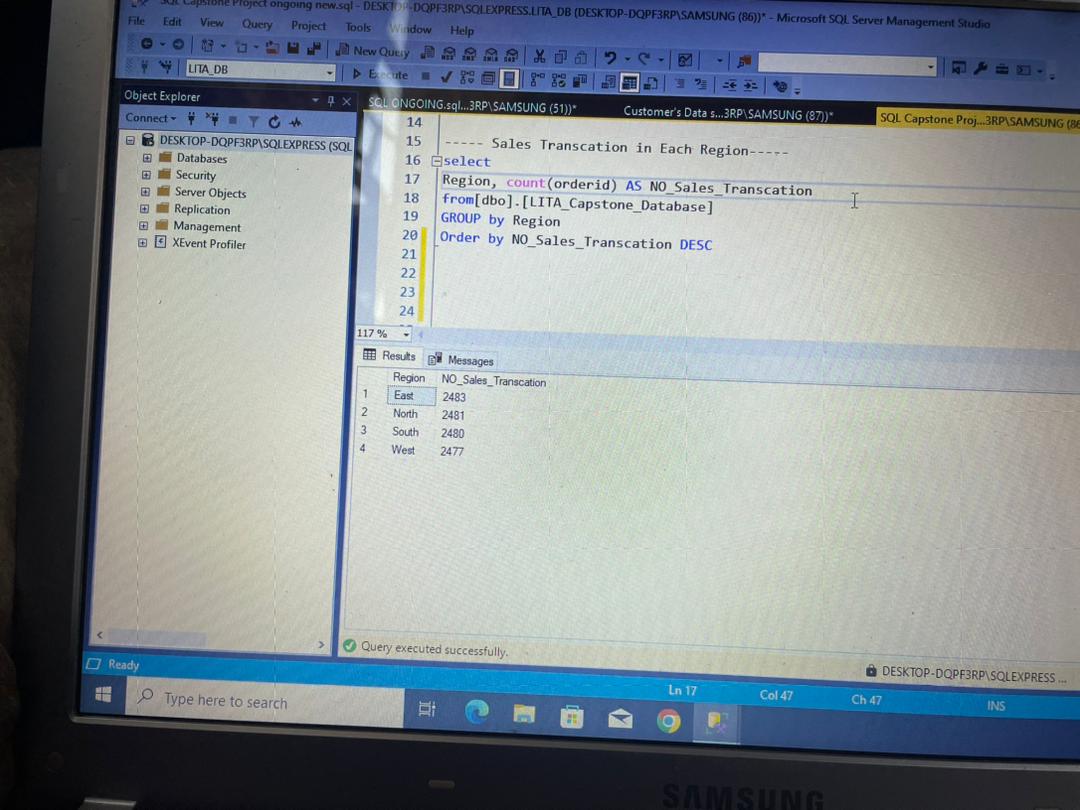 SQL Capstone Project ongoing new.sql - DESKTOP-DQPF3RP\SQLEXPRESS.LITA_DB (DESKTOP-DQPF3RP\SAMSUNG (86))* - Microsoft SQL Server Management Studio
File Edit View Query Project Tools Window Help
New Query
LITA_DB
Execute
Object Explorer
Connect
DESKTOP-DQPF3RP\SQLEXPRESS (SQL
Databases
Security
Server Objects
Replication
Management
XEvent Profiler
SQL ONGOING.sql...3RP\SAMSUNG (51))*
Customer's Data s...3RP\SAMSUNG (87))*
SQL Capstone Proj...3RP\SAMSUNG (86
14
15 ----- Sales Transcation in Each Region-----
16 select
17 Region, count(orderid) AS NO_Sales_Transcation
18 from[dbo].[LITA_Capstone_Database]
19 GROUP by Region
20 Order by NO_Sales_Transcation DESC
21
22
23
24
117 %
Results Messages
Region NO_Sales_Transcation
1 East 2483
2 North 2481
3 South 2480
4 West 2477
Query executed successfully.
DESKTOP-DQPF3RP\SQLEXPRESS ...
Ready
Ln 17 Col 47 Ch 47 INS
Type here to search
SAMSUNG